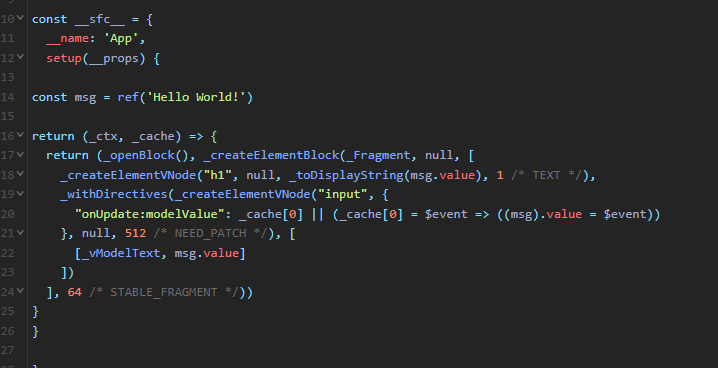 10 const __sfc__ = {
11   __name: 'App',
12   setup(__props) {
13
14 const msg = ref('Hello World!')
15
16 return (_ctx, _cache) => {
17   return (_openBlock(), _createElementBlock(_Fragment, null, [
18     _createElementVNode("h1", null, _toDisplayString(msg.value), 1 /* TEXT */),
19     _withDirectives(_createElementVNode("input", {
20       "onUpdate:modelValue": _cache[0] || (_cache[0] = $event => ((msg).value = $event))
21     }, null, 512 /* NEED_PATCH */), [
22       [_vModelText, msg.value]
23     ])
24   ], 64 /* STABLE_FRAGMENT */))
25 }
26 }
27